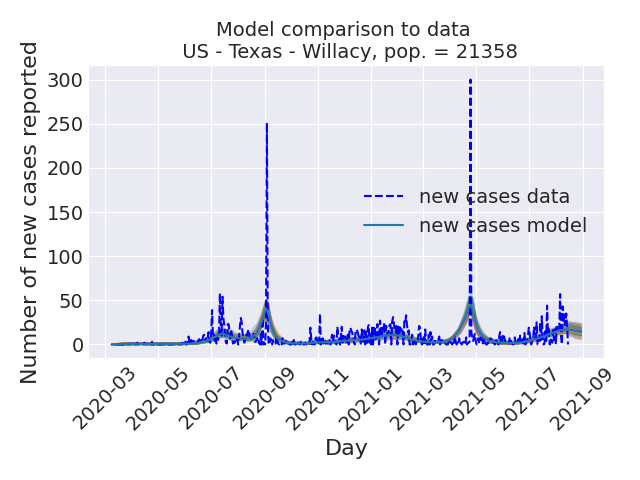 Model comparison to data
US - Texas - Willacy, pop. = 21358
Number of new cases reported
300
250
200
150
100
50
0
new cases data
new cases model
2020-03
2020-05
2020-07
2020-09
2020-11
2021-01
2021-03
2021-05
2021-07
2021-09
Day